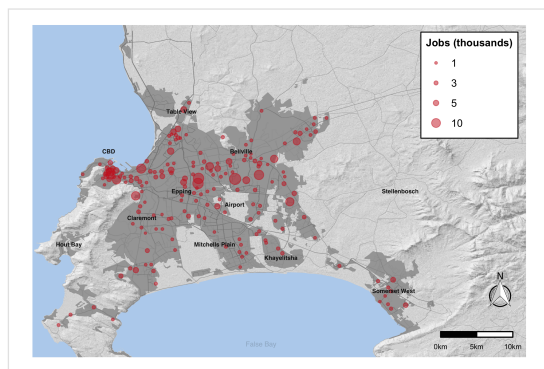 Jobs (thousands)
1
3
5
10
Table View
CBD
Bellville
Epping
Stellenbosch
Airport
Claremont
Hout Bay
Mitchells Plain
Khayelitsha
N
Somerset West
0km 5km 10km
False Bay